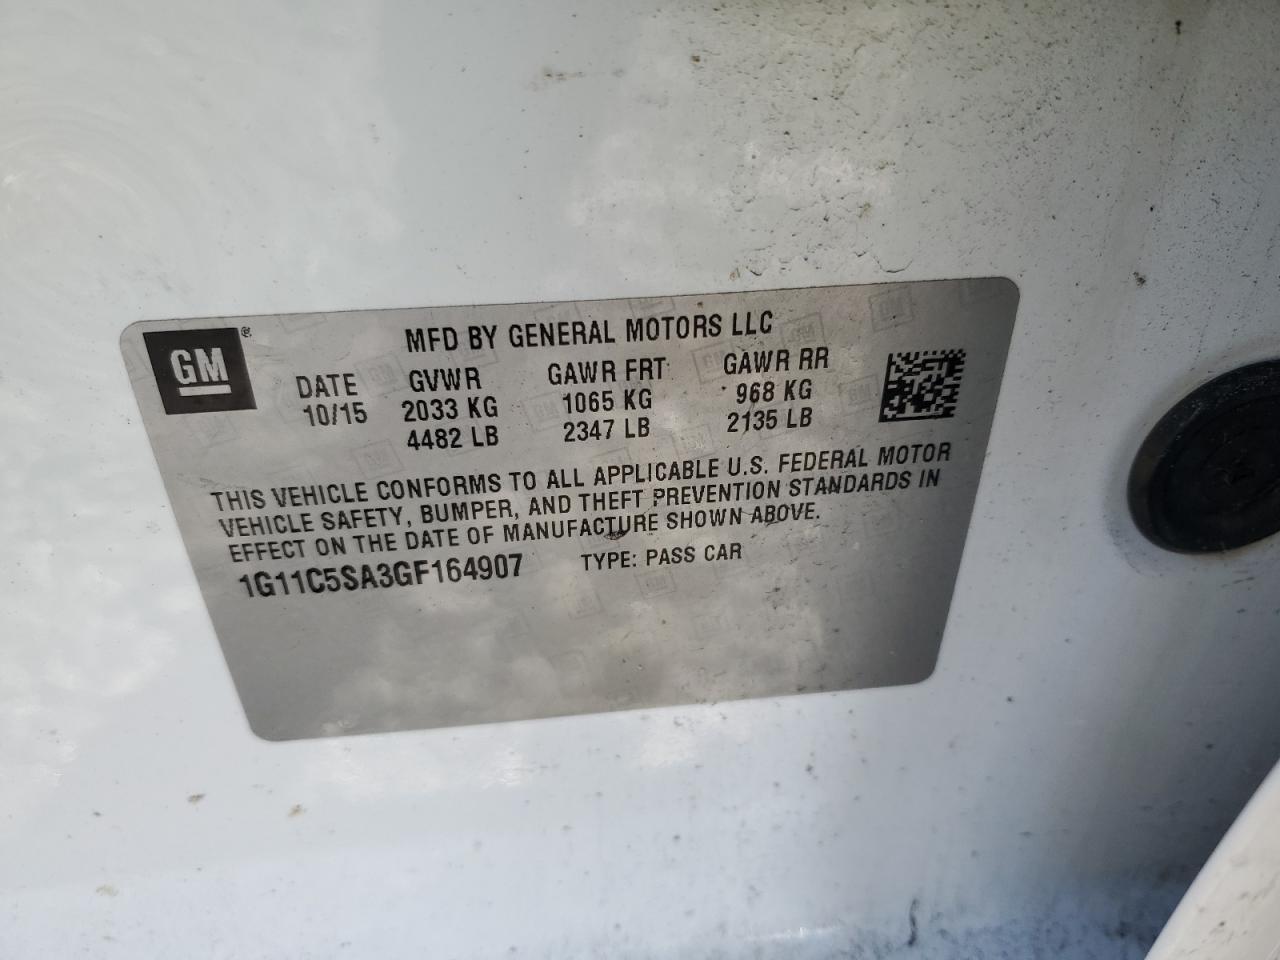 GM ®
MFD BY GENERAL MOTORS LLC
DATE GVWR GAWR FRT GAWR RR
10/15 2033 KG 1065 KG 968 KG
4482 LB 2347 LB 2135 LB
THIS VEHICLE CONFORMS TO ALL APPLICABLE U.S. FEDERAL MOTOR
VEHICLE SAFETY, BUMPER, AND THEFT PREVENTION STANDARDS IN
EFFECT ON THE DATE OF MANUFACTURE SHOWN ABOVE.
1G11C5SA3GF164907 TYPE: PASS CAR